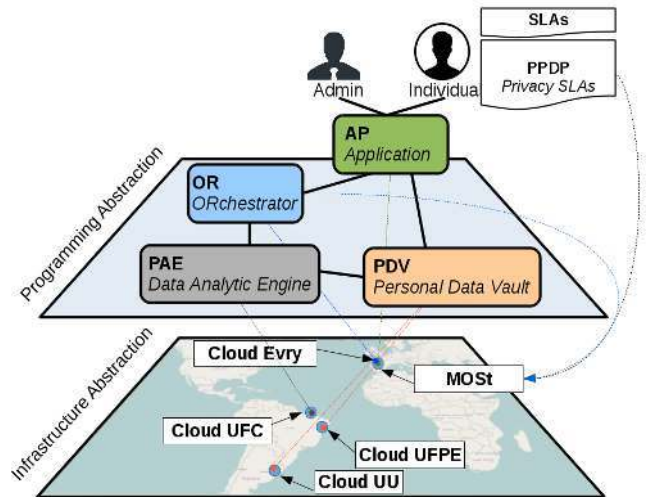 SLAs
PPDP
Privacy SLAs
Admin
Individual
AP
Application
Programming Abstraction
OR
ORchestrator
PAE
Data Analytic Engine
PDV
Personal Data Vault
Infrastructure Abstraction
Cloud Evry
MOSt
Cloud UFC
Cloud UFPE
Cloud UU